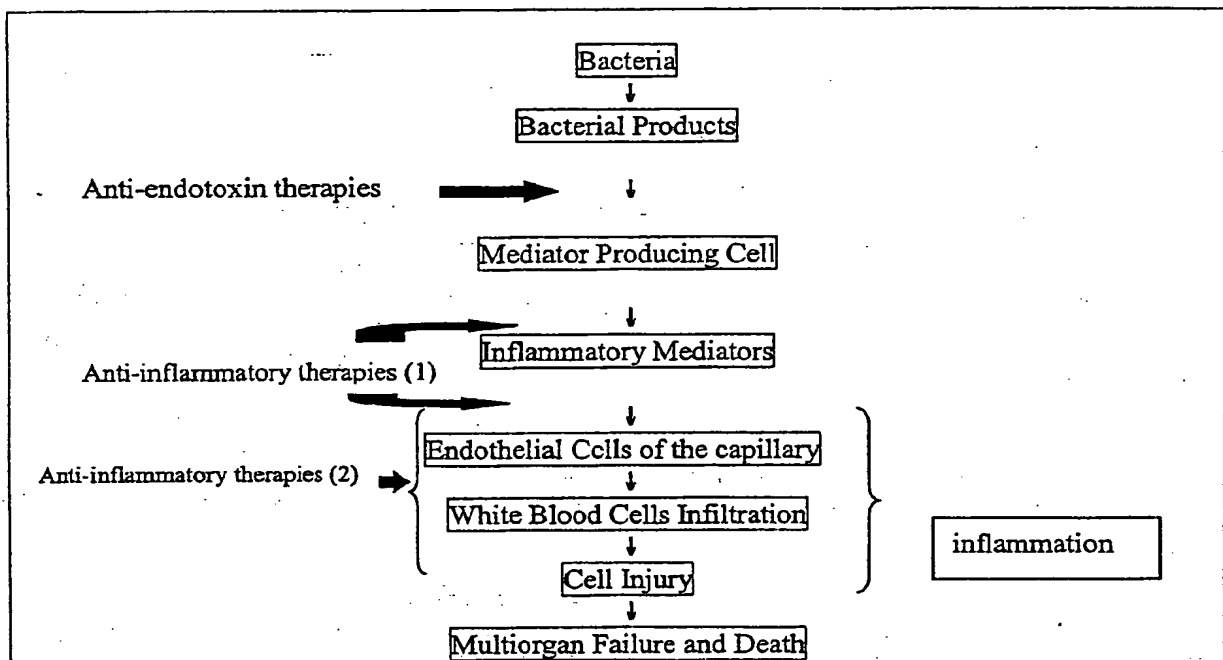 Bacteria
Bacterial Products
Anti-endotoxin therapies
Mediator Producing Cell
Inflammatory Mediators
Anti-inflammatory therapies (1)
Endothelial Cells of the capillary
Anti-inflammatory therapies (2)
White Blood Cells Infiltration
inflammation
Cell Injury
Multiorgan Failure and Death